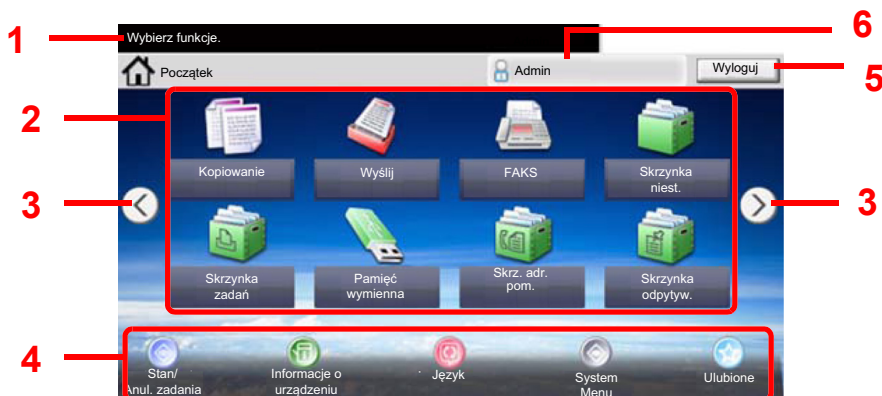 1
Wybierz funkcje.
6
Początek
Admin
Wyloguj
5
2
Kopiowanie
Wyślij
FAKS
Skrzynka
niest.
3
3
Skrzynka
zadań
Pamięć
wymienna
Skrz. adr.
pom.
Skrzynka
odpytyw.
4
Stan/
Anul. zadania
Informacje o
urządzeniu
Język
System
Menu
Ulubione